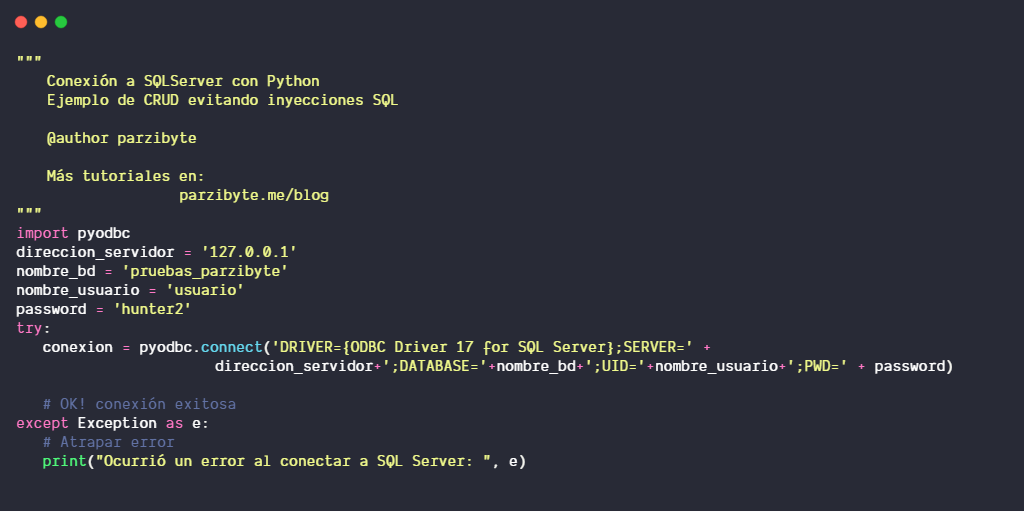 """
Conexión a SQLServer con Python
Ejemplo de CRUD evitando inyecciones SQL
@author parzibyte
Más tutoriales en:
parzibyte.me/blog
"""
import pyodbc
direccion_servidor = '127.0.0.1'
nombre_bd = 'pruebas_parzibyte'
nombre_usuario = 'usuario'
password = 'hunter2'
try:
conexion = pyodbc.connect('DRIVER={ODBC Driver 17 for SQL Server};SERVER=' +
direccion_servidor+';DATABASE='+nombre_bd+';UID='+nombre_usuario+';PWD=' + password)
# OK! conexión exitosa
except Exception as e:
# Atrapar error
print("Ocurrió un error al conectar a SQL Server: ", e)